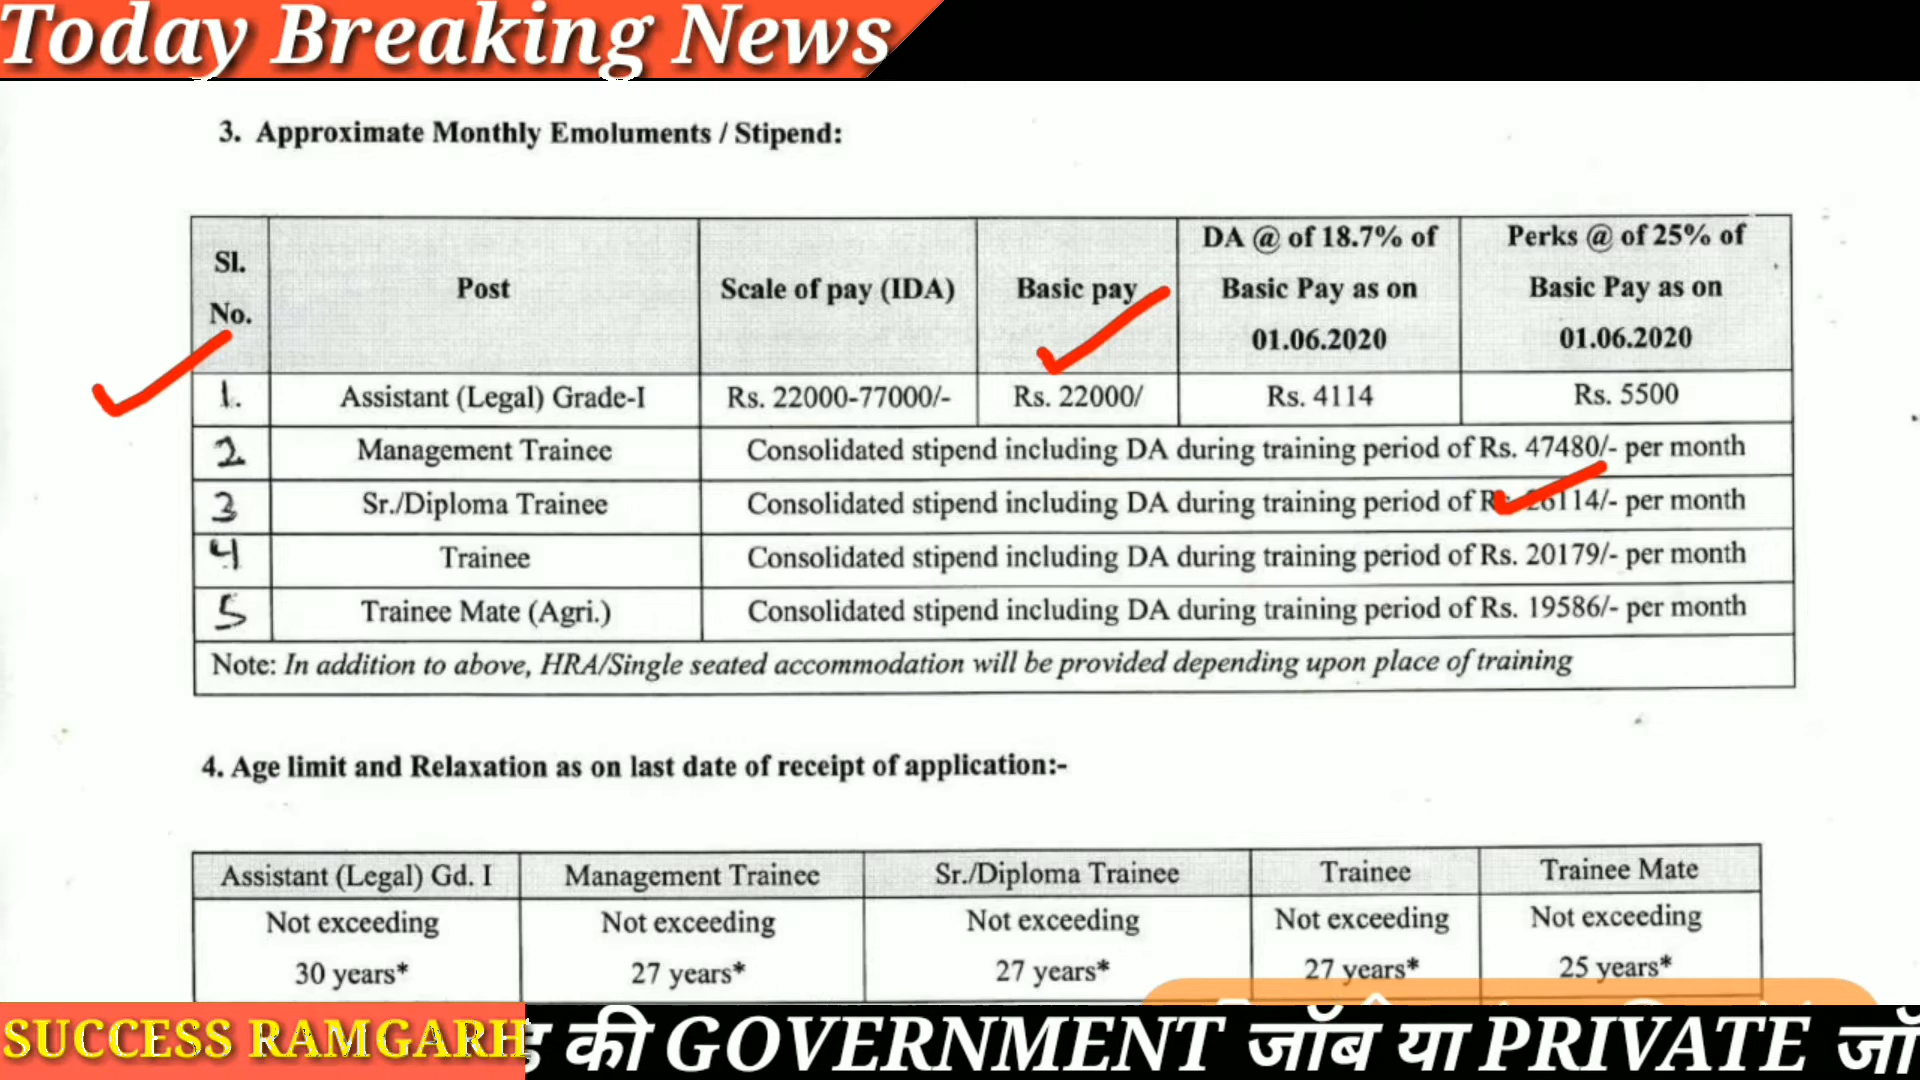 Today Breaking News
3. Approximate Monthly Emoluments / Stipend:
Sl. No. Post Scale of pay (IDA) Basic pay DA @ of 18.7% of Basic Pay as on 01.06.2020 Perks @ of 25% of Basic Pay as on 01.06.2020
1. Assistant (Legal) Grade-I Rs. 22000-77000/- Rs. 22000/ Rs. 4114 Rs. 5500
2 Management Trainee Consolidated stipend including DA during training period of Rs. 47480/- per month
3 Sr./Diploma Trainee Consolidated stipend including DA during training period of 26114/- per month
4 Trainee Consolidated stipend including DA during training period of Rs. 20179/- per month
5 Trainee Mate (Agri.) Consolidated stipend including DA during training period of Rs. 19586/- per month
Note: In addition to above, HRA/Single seated accommodation will be provided depending upon place of training
4. Age limit and Relaxation as on last date of receipt of application:-
Assistant (Legal) Gd. I Management Trainee Sr./Diploma Trainee Trainee Trainee Mate
Not exceeding Not exceeding Not exceeding Not exceeding Not exceeding
30 years* 27 years* 27 years* 27 years* 25 years*
SUCCESS RAMGARH की GOVERNMENT जॉब या PRIVATE